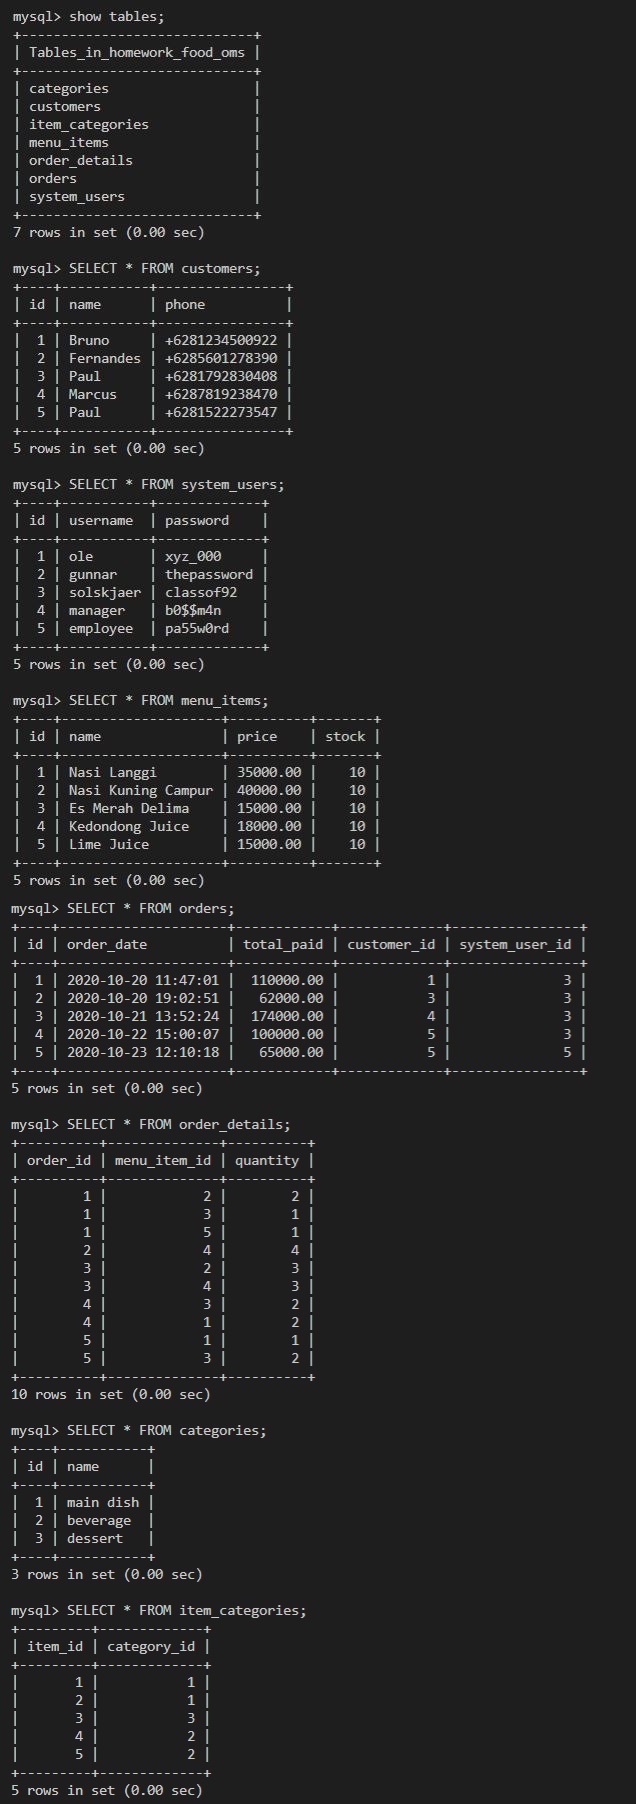 mysql> show tables;
+-----------------------------+
| Tables_in_homework_food_oms |
+-----------------------------+
| categories                  |
| customers                   |
| item_categories             |
| menu_items                  |
| order_details               |
| orders                      |
| system_users                |
+-----------------------------+
7 rows in set (0.00 sec)

mysql> SELECT * FROM customers;
+----+-----------+----------------+
| id | name      | phone          |
+----+-----------+----------------+
|  1 | Bruno     | +6281234500922 |
|  2 | Fernandes | +6285601278390 |
|  3 | Paul      | +6281792830408 |
|  4 | Marcus    | +6287819238470 |
|  5 | Paul      | +6281522273547 |
+----+-----------+----------------+
5 rows in set (0.00 sec)

mysql> SELECT * FROM system_users;
+----+-----------+-------------+
| id | username  | password    |
+----+-----------+-------------+
|  1 | ole       | xyz_000     |
|  2 | gunnar    | thepassword |
|  3 | solskjaer | classof92   |
|  4 | manager   | b0$$m4n     |
|  5 | employee  | pa55w0rd    |
+----+-----------+-------------+
5 rows in set (0.00 sec)

mysql> SELECT * FROM menu_items;
+----+--------------------+----------+-------+
| id | name               | price    | stock |
+----+--------------------+----------+-------+
|  1 | Nasi Langgi        | 35000.00 |    10 |
|  2 | Nasi Kuning Campur | 40000.00 |    10 |
|  3 | Es Merah Delima    | 15000.00 |    10 |
|  4 | Kedondong Juice    | 18000.00 |    10 |
|  5 | Lime Juice         | 15000.00 |    10 |
+----+--------------------+----------+-------+
5 rows in set (0.00 sec)
mysql> SELECT * FROM orders;
+----+---------------------+------------+-------------+----------------+
| id | order_date          | total_paid | customer_id | system_user_id |
+----+---------------------+------------+-------------+----------------+
|  1 | 2020-10-20 11:47:01 |  110000.00 |           1 |              3 |
|  2 | 2020-10-20 19:02:51 |   62000.00 |           3 |              3 |
|  3 | 2020-10-21 13:52:24 |  174000.00 |           4 |              3 |
|  4 | 2020-10-22 15:00:07 |  100000.00 |           5 |              3 |
|  5 | 2020-10-23 12:10:18 |   65000.00 |           5 |              5 |
+----+---------------------+------------+-------------+----------------+
5 rows in set (0.00 sec)

mysql> SELECT * FROM order_details;
+----------+--------------+----------+
| order_id | menu_item_id | quantity |
+----------+--------------+----------+
|        1 |            2 |        2 |
|        1 |            3 |        1 |
|        1 |            5 |        1 |
|        2 |            4 |        4 |
|        3 |            2 |        3 |
|        3 |            4 |        3 |
|        4 |            3 |        2 |
|        4 |            1 |        2 |
|        5 |            1 |        1 |
|        5 |            3 |        2 |
+----------+--------------+----------+
10 rows in set (0.00 sec)

mysql> SELECT * FROM categories;
+----+-----------+
| id | name      |
+----+-----------+
|  1 | main dish |
|  2 | beverage  |
|  3 | dessert   |
+----+-----------+
3 rows in set (0.00 sec)

mysql> SELECT * FROM item_categories;
+---------+-------------+
| item_id | category_id |
+---------+-------------+
|       1 |           1 |
|       2 |           1 |
|       3 |           3 |
|       4 |           2 |
|       5 |           2 |
+---------+-------------+
5 rows in set (0.00 sec)